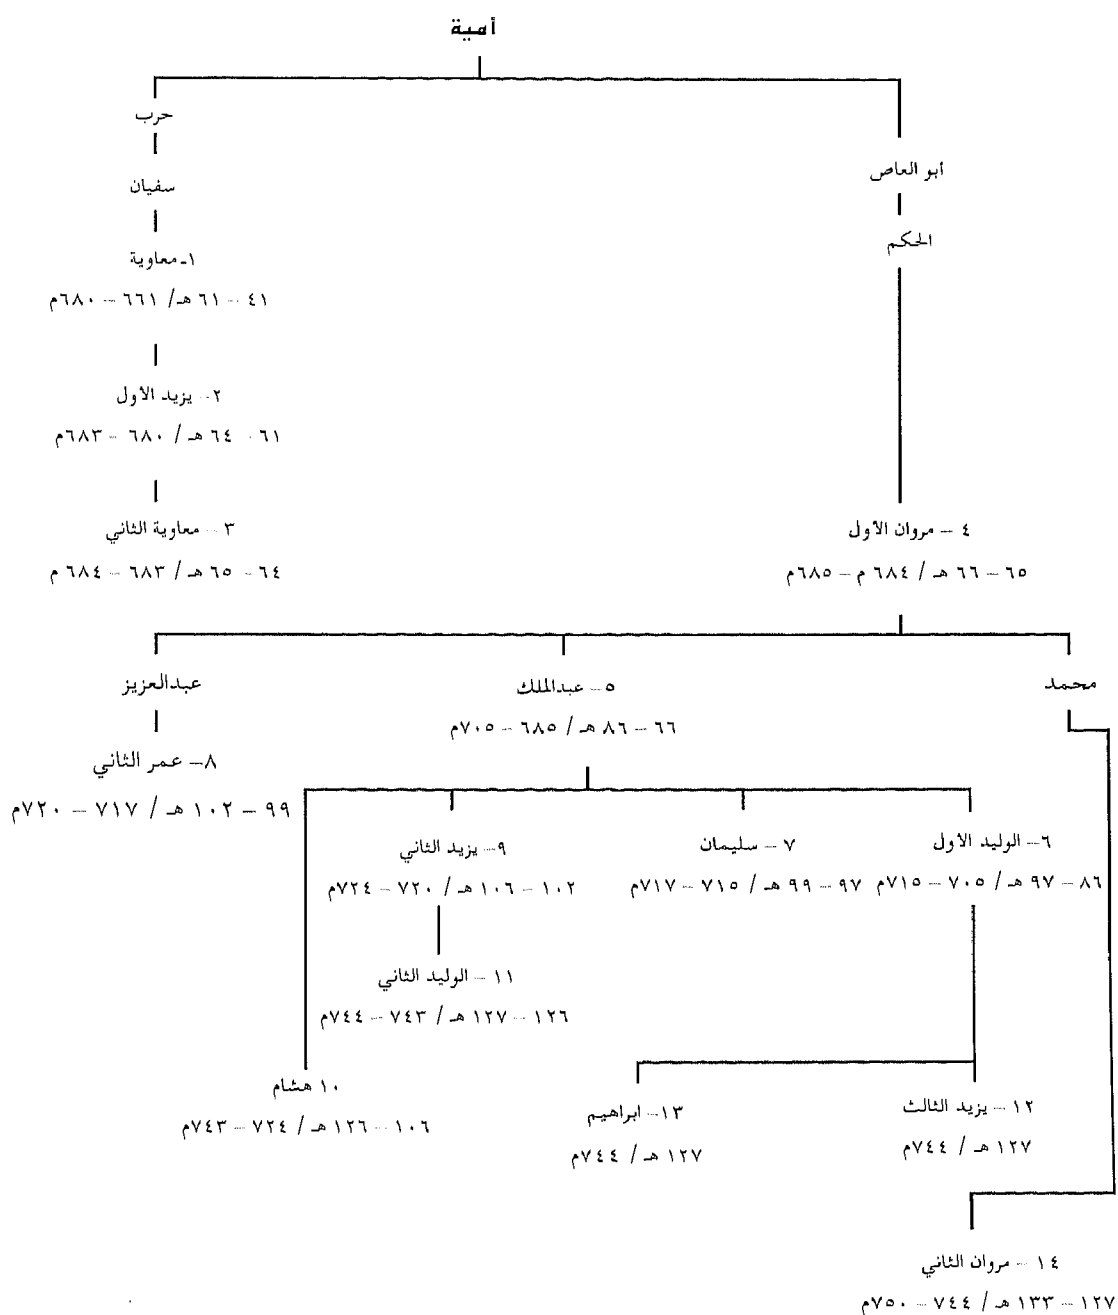 أمية
حرب
أبو العاص
سفيان
الحكم
١ـ معاوية
٤١ – ٦١ هـ / ٦٦١ – ٦٨٠م
٢ – يزيد الأول
٦١ – ٦٤ هـ / ٦٨٠ – ٦٨٣م
٣ – معاوية الثاني
٦٤ – ٦٥ هـ / ٦٨٣ – ٦٨٤ م
٤ – مروان الأول
٦٥ – ٦٦ هـ / ٦٨٤ م – ٦٨٥م
محمد
٥ – عبدالملك
٦٦ – ٨٦ هـ / ٦٨٥ – ٧٠٥م
عبدالعزيز
٨– عمر الثاني
٩٩ – ١٠٢ هـ / ٧١٧ – ٧٢٠م
٦– الوليد الأول
٨٦ – ٩٧ هـ / ٧٠٥ – ٧١٥م
٧ – سليمان
٩٧ – ٩٩ هـ / ٧١٥ – ٧١٧م
٩– يزيد الثاني
١٠٢ – ١٠٦ هـ / ٧٢٠ – ٧٢٤م
١١ – الوليد الثاني
١٢٦ – ١٢٧ هـ / ٧٤٣ – ٧٤٤م
١٠ هشام
١٠٦ – ١٢٦ هـ / ٧٢٤ – ٧٤٣م
١٢ – يزيد الثالث
١٢٧ هـ / ٧٤٤م
١٣– ابراهيم
١٢٧ هـ / ٧٤٤م
١٤ – مروان الثاني
١٢٧ – ١٣٣ هـ / ٧٤٤ – ٧٥٠م